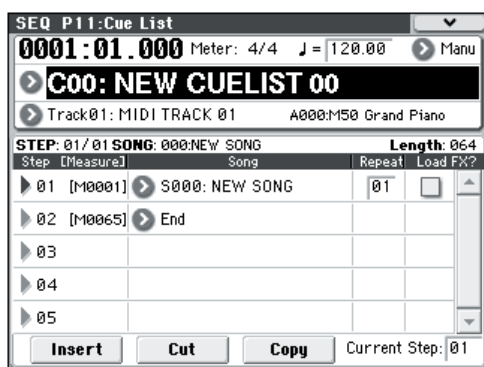 SEQ P11:Cue List
0001:01.000 Meter: 4/4 ♩= 120.00 Manu
C00: NEW CUELIST 00
Track01: MIDI TRACK 01 A000:M50 Grand Piano
STEP: 01/01 SONG: 000:NEW SONG Length: 064
Step [Measure] Song Repeat Load FX?
01 [M0001] S000: NEW SONG 01
02 [M0065] End
03
04
05
Insert Cut Copy Current Step: 01